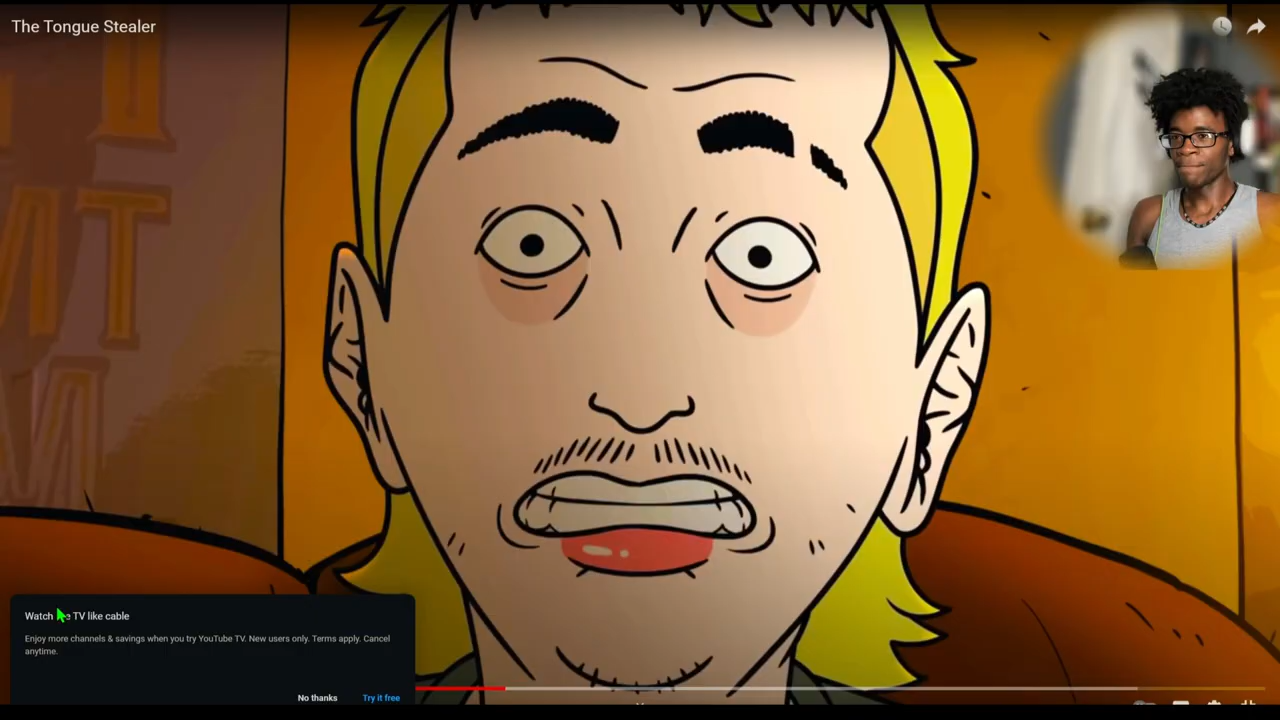 The Tongue Stealer
Watch TV like cable
Enjoy more channels & savings when you try YouTube TV. New users only. Terms apply. Cancel
anytime.
No thanks
Try it free